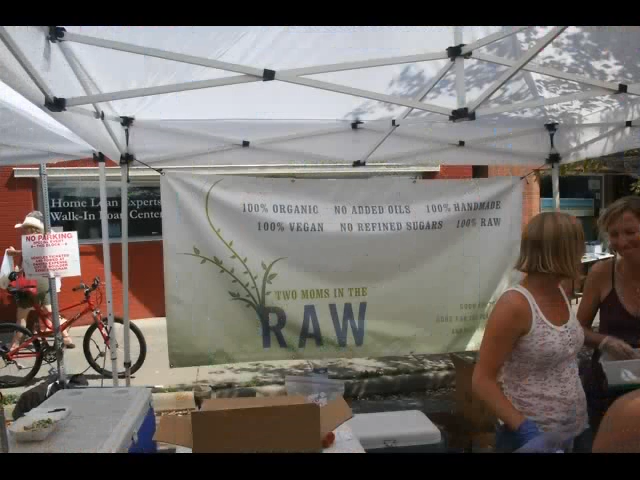 Home Loan Experts
Walk-In Loan Center
NO PARKING
100% ORGANIC NO ADDED OILS 100% HANDMADE
100% VEGAN NO REFINED SUGARS 100% RAW
TWO MOMS IN THE
RAW